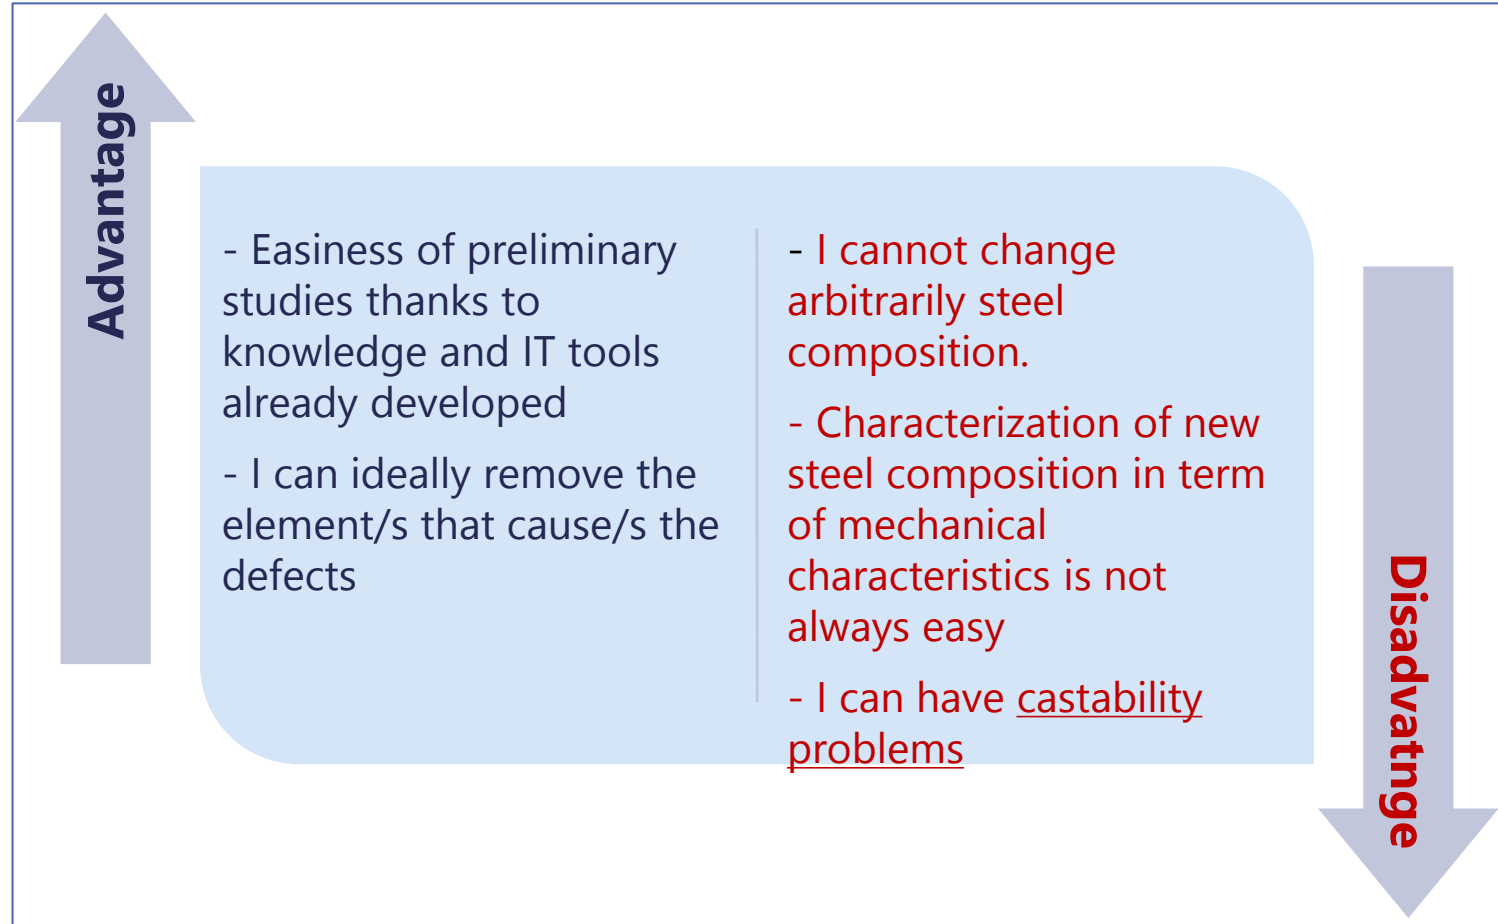 Advantage
- Easiness of preliminary
studies thanks to
knowledge and IT tools
already developed
- I can ideally remove the
element/s that cause/s the
defects
- I cannot change
arbitrarily steel
composition.
- Characterization of new
steel composition in term
of mechanical
characteristics is not
always easy
- I can have castability
problems
Disadvatnge